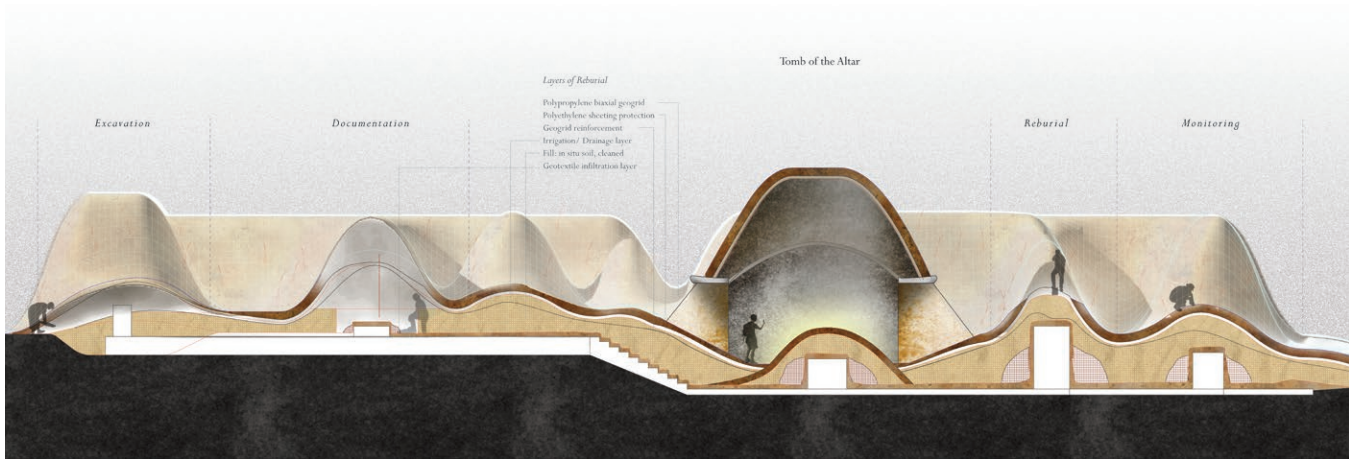 Tomb of the Altar
Layers of Reburial
Polypropylene biaxial geogrid
Polyethylene sheeting protection
Geogrid reinforcement
Irrigation/ Drainage layer
Fill: in situ soil, cleaned
Geotextile infiltration layer
Excavation
Documentation
Reburial
Monitoring